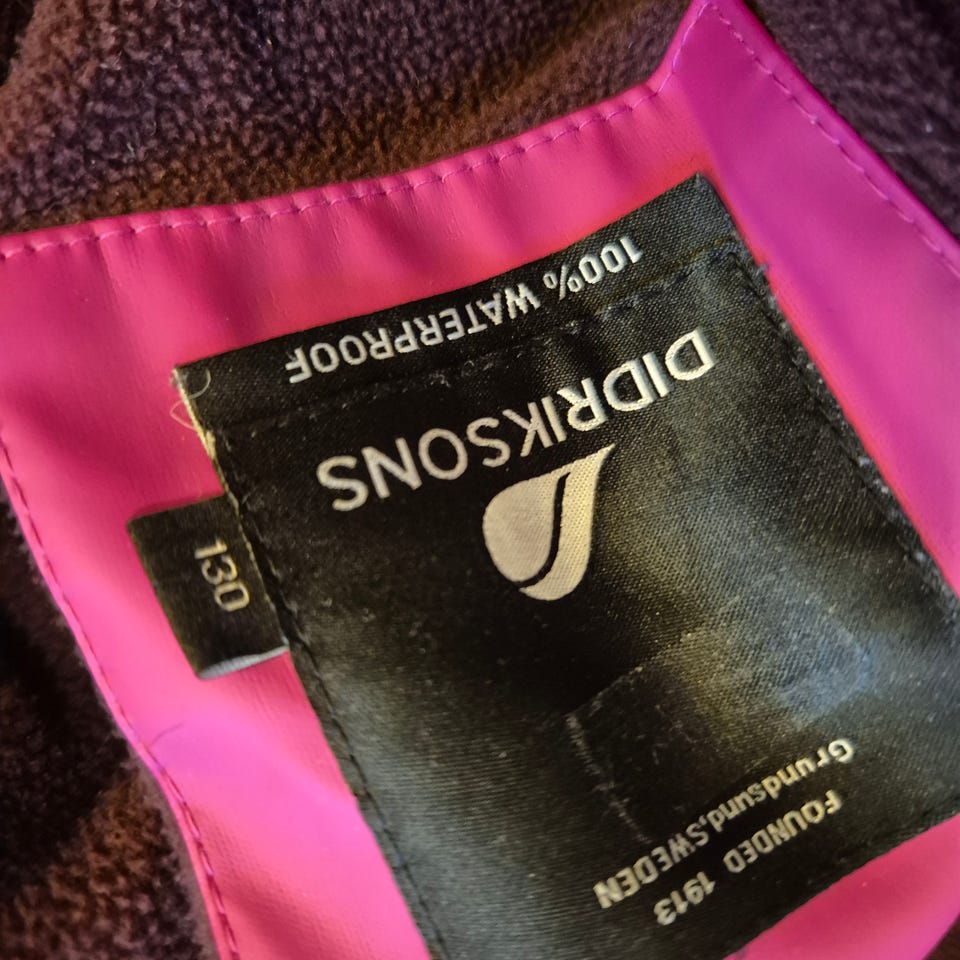 100% WATERPROOF
DIDRIKSONS
130
Grundsund,SWEDEN
FOUNDED 1913